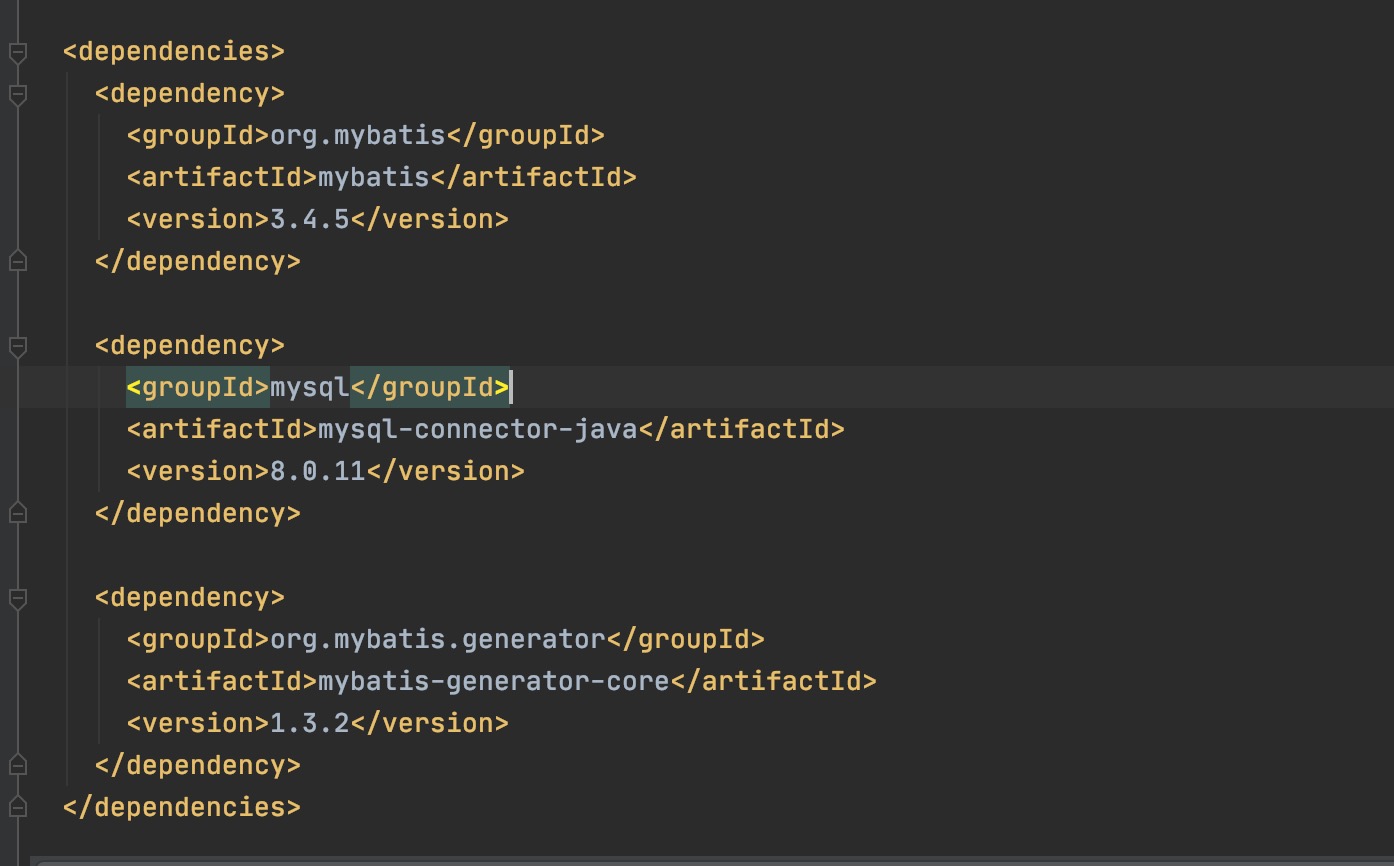 <dependencies>
<dependency>
<groupId>org.mybatis</groupId>
<artifactId>mybatis</artifactId>
<version>3.4.5</version>
</dependency>
<dependency>
<groupId>mysql</groupId>
<artifactId>mysql-connector-java</artifactId>
<version>8.0.11</version>
</dependency>
<dependency>
<groupId>org.mybatis.generator</groupId>
<artifactId>mybatis-generator-core</artifactId>
<version>1.3.2</version>
</dependency>
</dependencies>